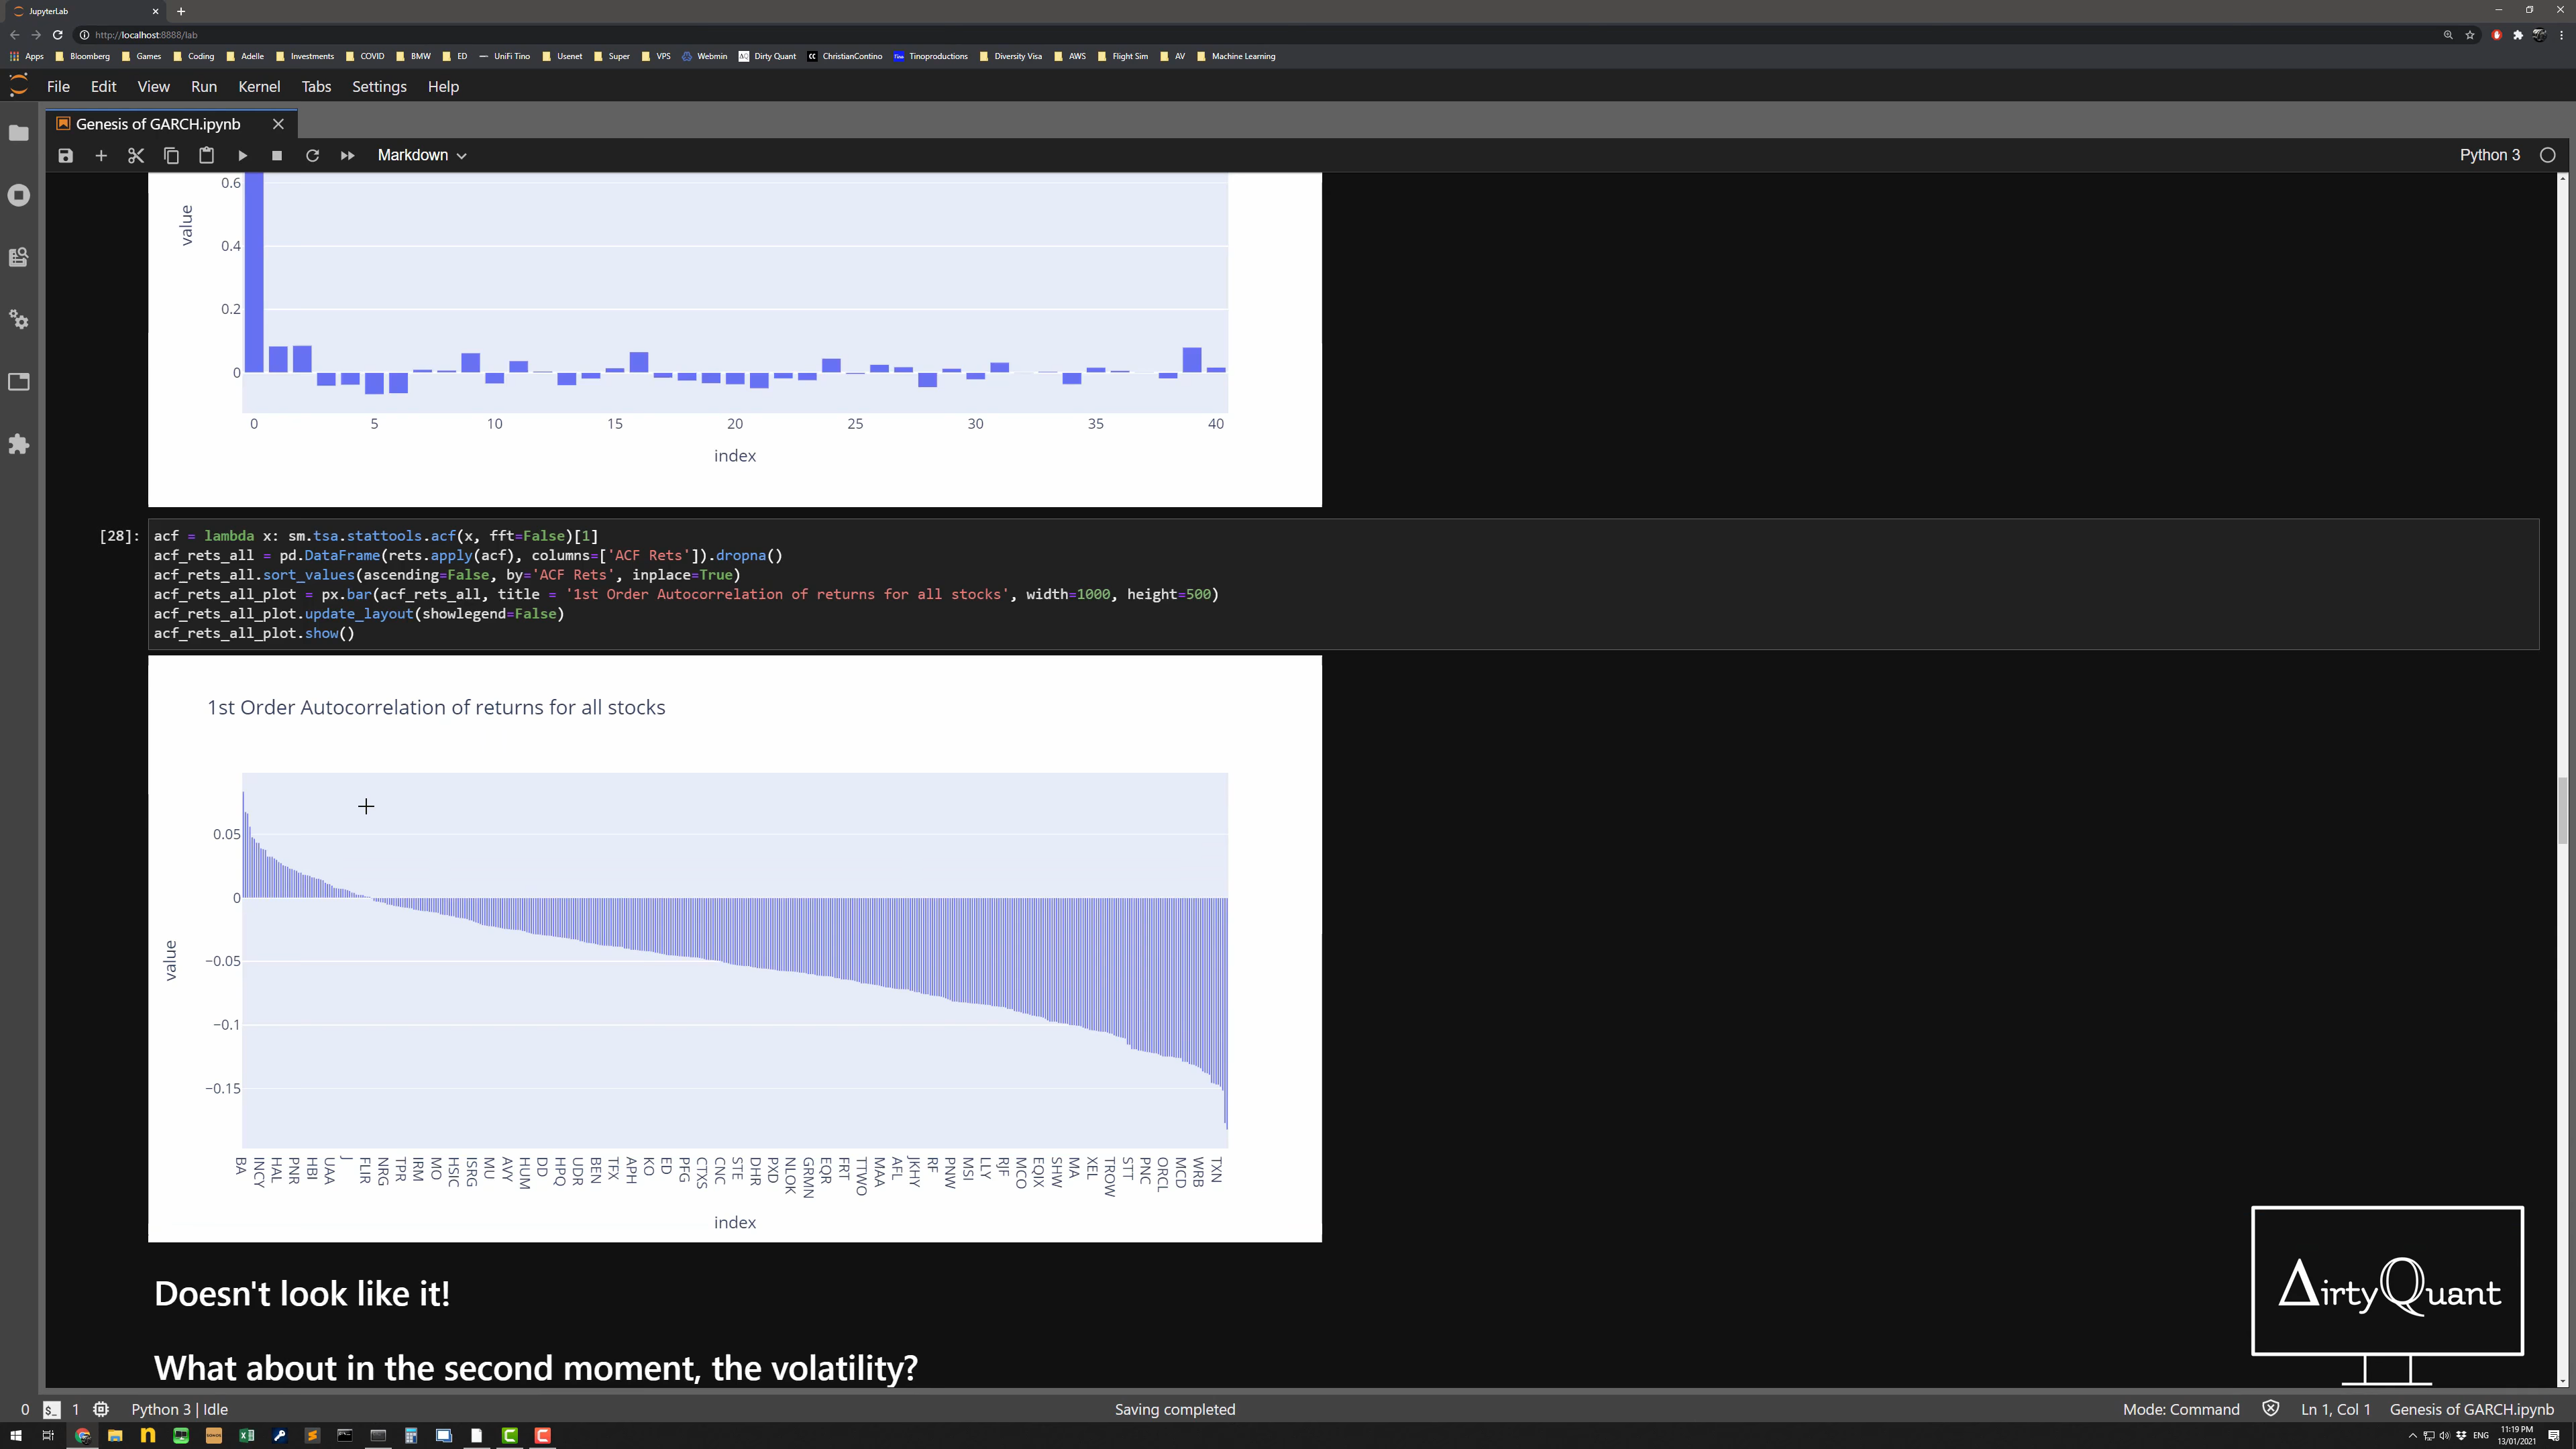 JupyterLab
http://localhost:8888/lab
Apps Bloomberg Games Coding Adelle Investments COVID BMW ED UniFi Tino Usenet Super VPS Webmin Dirty Quant ChristianContino Tinoproductions Diversity Visa AWS Flight Sim AV Machine Learning
File Edit View Run Kernel Tabs Settings Help
Genesis of GARCH.ipynb
Markdown
Python 3
0.6
0.4
0.2
0
value
0 5 10 15 20 25 30 35 40
index
[28]:
acf = lambda x: sm.tsa.stattools.acf(x, fft=False)[1]
acf_rets_all = pd.DataFrame(rets.apply(acf), columns=['ACF Rets']).dropna()
acf_rets_all.sort_values(ascending=False, by='ACF Rets', inplace=True)
acf_rets_all_plot = px.bar(acf_rets_all, title = '1st Order Autocorrelation of returns for all stocks', width=1000, height=500)
acf_rets_all_plot.update_layout(showlegend=False)
acf_rets_all_plot.show()
1st Order Autocorrelation of returns for all stocks
0.05
0
−0.05
−0.1
−0.15
value
BA INCY HAL PNR HBI UAA J FLIR NRG TPR IRM MO HSIC ISRG MU AVY HUM DD HPQ UDR BEN TFX APH KO ED PFG CTXS CNC STE DHR PXD NLOK GRMN EQR FRT TTWO MAA AFL JKHY RF PNW MSI LLY RJF MCO EQIX SHW MA XEL TROW STT PNC ORCL MCD WRB TXN
index
Doesn't look like it!
What about in the second moment, the volatility?
ΔirtyQuant
0 $_ 1 Python 3 | Idle
Saving completed
Mode: Command
Ln 1, Col 1
Genesis of GARCH.ipynb
ENG
11:19 PM
13/01/2021